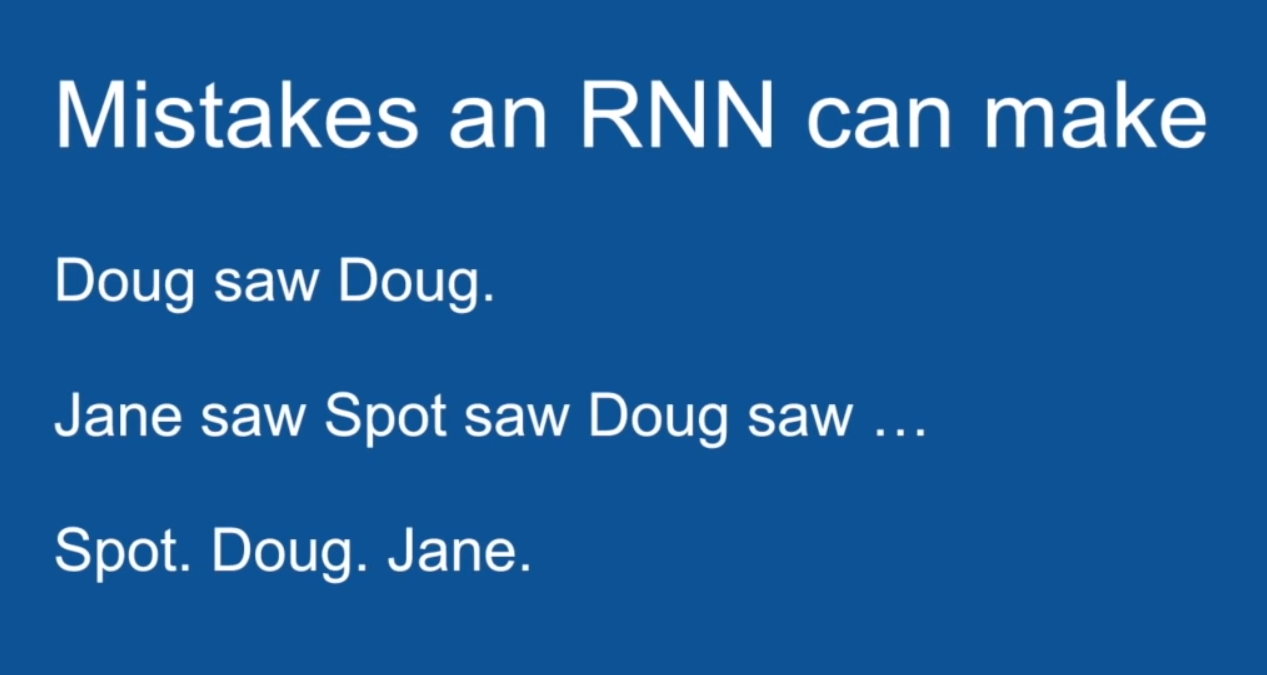 Mistakes an RNN can make
Doug saw Doug.
Jane saw Spot saw Doug saw …
Spot. Doug. Jane.